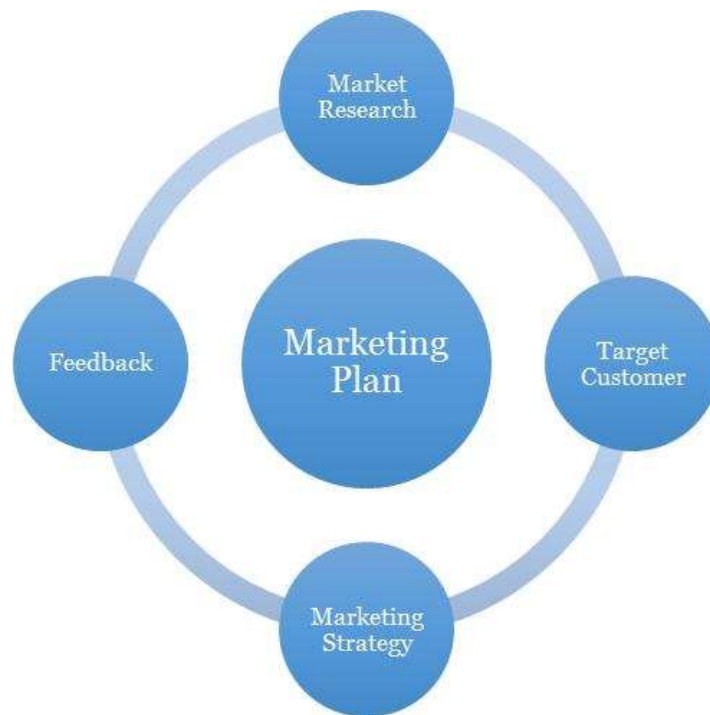 Market
Research
Feedback
Marketing
Plan
Target
Customer
Marketing
Strategy